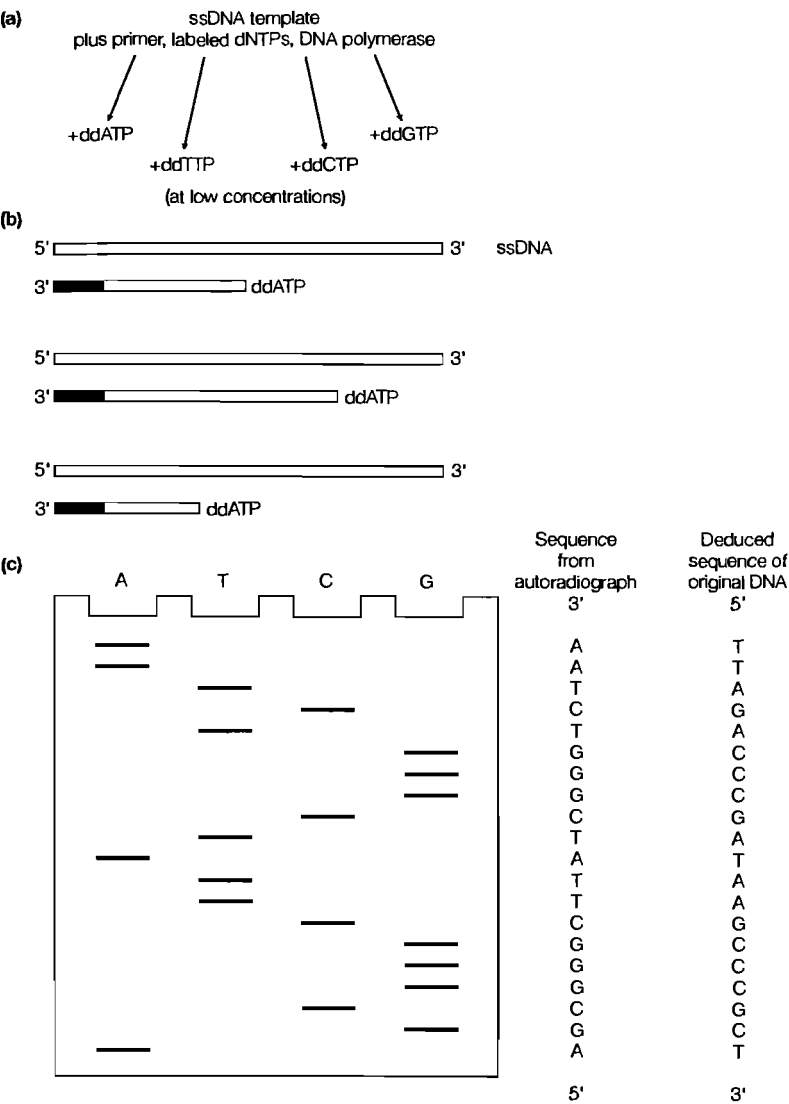 (a)
ssDNA template
plus primer, labeled dNTPs, DNA polymerase
+ddATP
+ddGTP
+ddTTP
+ddCTP
(at low concentrations)
(b)
5' 3' ssDNA
3' ddATP
5' 3'
3' ddATP
5' 3'
3' ddATP
(c)
A T C G
Sequence from autoradiograph
3'
A
A
T
C
T
G
G
G
C
T
A
T
T
C
G
G
G
C
G
A
5'
Deduced sequence of original DNA
5'
T
T
A
G
A
C
C
C
G
A
T
A
A
G
C
C
C
G
C
T
3'